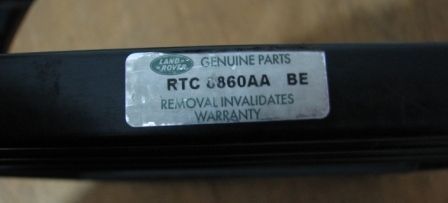 LAND
ROVER
GENUINE PARTS
RTC 6860AA BE
REMOVAL INVALIDATES
WARRANTY